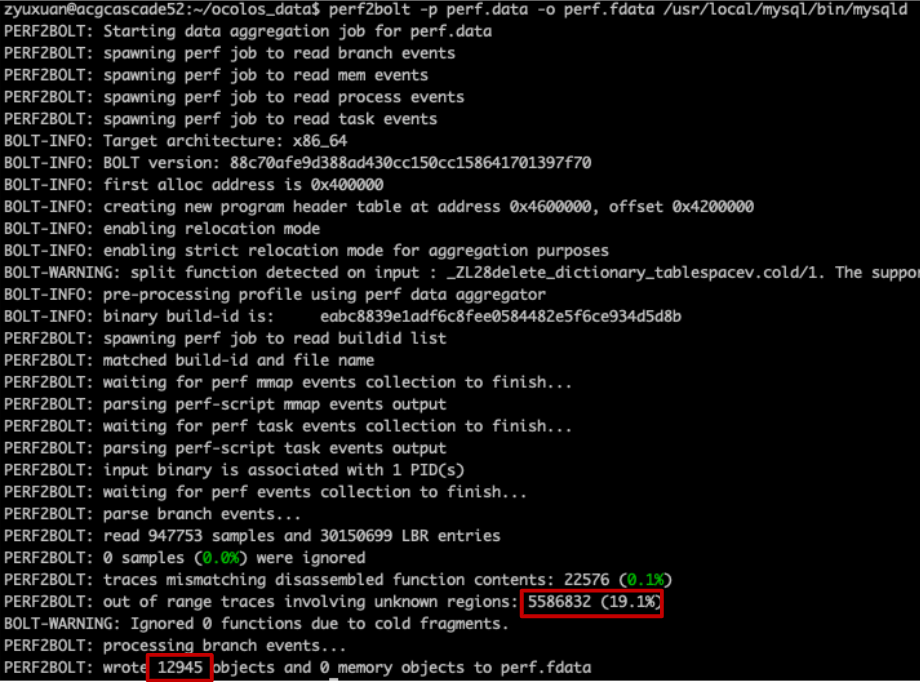 zyuxuan@acgcascade52:~/ocolos_data$ perf2bolt -p perf.data -o perf.fdata /usr/local/mysql/bin/mysqld
PERF2BOLT: Starting data aggregation job for perf.data
PERF2BOLT: spawning perf job to read branch events
PERF2BOLT: spawning perf job to read mem events
PERF2BOLT: spawning perf job to read process events
PERF2BOLT: spawning perf job to read task events
BOLT-INFO: Target architecture: x86_64
BOLT-INFO: BOLT version: 88c70afe9d388ad430cc150cc158641701397f70
BOLT-INFO: first alloc address is 0x400000
BOLT-INFO: creating new program header table at address 0x4600000, offset 0x4200000
BOLT-INFO: enabling relocation mode
BOLT-INFO: enabling strict relocation mode for aggregation purposes
BOLT-WARNING: split function detected on input : _ZL28delete_dictionary_tablespacev.cold/1. The suppor
BOLT-INFO: pre-processing profile using perf data aggregator
BOLT-INFO: binary build-id is:     eabc8839e1adf6c8fee0584482e5f6ce934d5d8b
PERF2BOLT: spawning perf job to read buildid list
PERF2BOLT: matched build-id and file name
PERF2BOLT: waiting for perf mmap events collection to finish...
PERF2BOLT: parsing perf-script mmap events output
PERF2BOLT: waiting for perf task events collection to finish...
PERF2BOLT: parsing perf-script task events output
PERF2BOLT: input binary is associated with 1 PID(s)
PERF2BOLT: waiting for perf events collection to finish...
PERF2BOLT: parse branch events...
PERF2BOLT: read 947753 samples and 30150699 LBR entries
PERF2BOLT: 0 samples (0.0%) were ignored
PERF2BOLT: traces mismatching disassembled function contents: 22576 (0.1%)
PERF2BOLT: out of range traces involving unknown regions: 5586832 (19.1%)
BOLT-WARNING: Ignored 0 functions due to cold fragments.
PERF2BOLT: processing branch events...
PERF2BOLT: wrote 12945 objects and 0 memory objects to perf.fdata